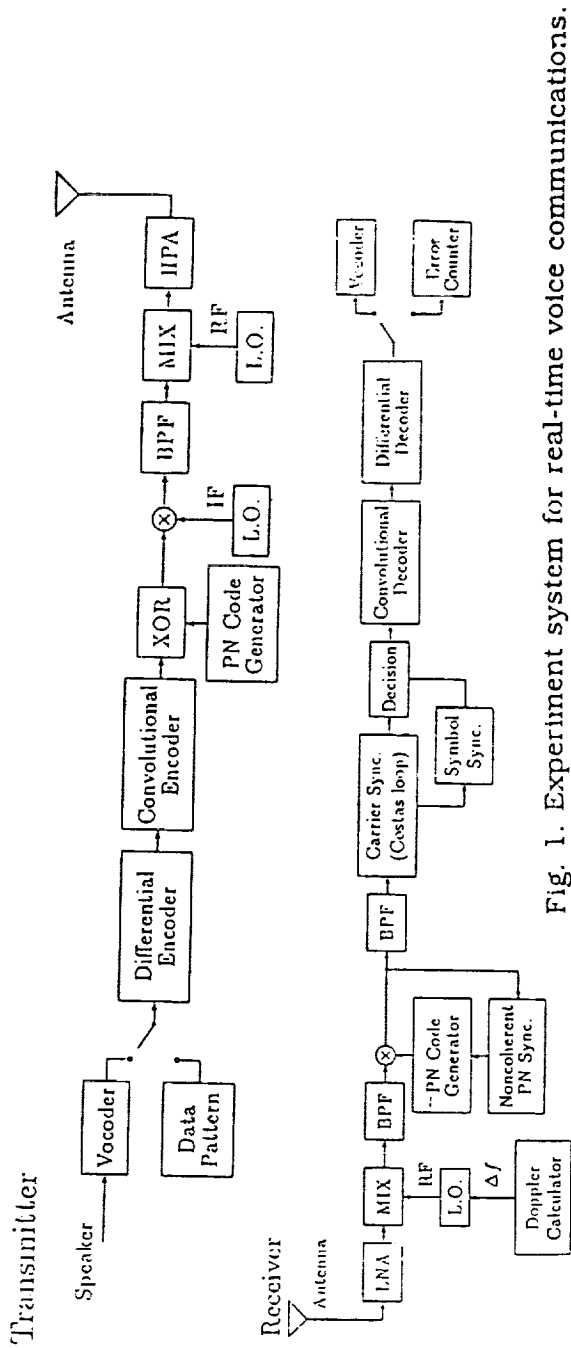 Transmitter
Speaker
Vocoder
Data
Pattern
Differential
Encoder
Convolutional
Encoder
XOR
PN Code
Generator
IF
L.O.
BPF
MIX
RF
L.O.
HPA
Antenna
Receiver
Antenna
LNA
MIX
RF
L.O.
Δf
Doppler
Calculator
BPF
PN Code
Generator
Noncoherent
PN Sync.
BPF
Carrier Sync.
(Costas loop)
Symbol
Sync.
Decision
Convolutional
Decoder
Differential
Decoder
Vocoder
Error
Counter
Fig. 1. Experiment system for real-time voice communications.